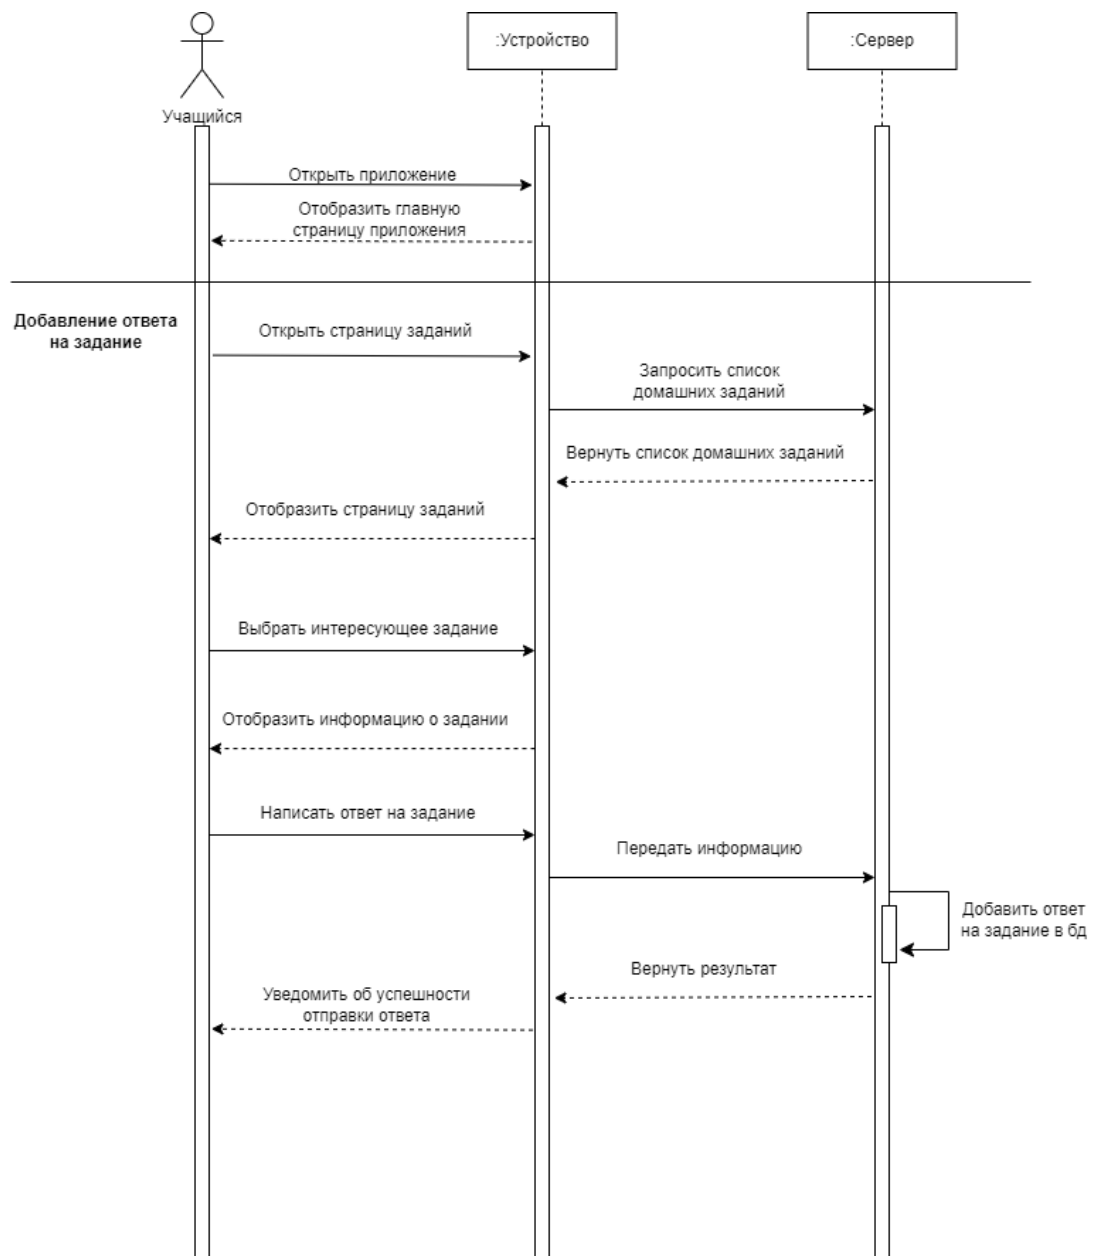 :Устройство
:Сервер
Учащийся
Открыть приложение
Отобразить главную
страницу приложения
Добавление ответа
на задание
Открыть страницу заданий
Запросить список
домашних заданий
Вернуть список домашних заданий
Отобразить страницу заданий
Выбрать интересующее задание
Отобразить информацию о задании
Написать ответ на задание
Передать информацию
Добавить ответ
на задание в бд
Вернуть результат
Уведомить об успешности
отправки ответа